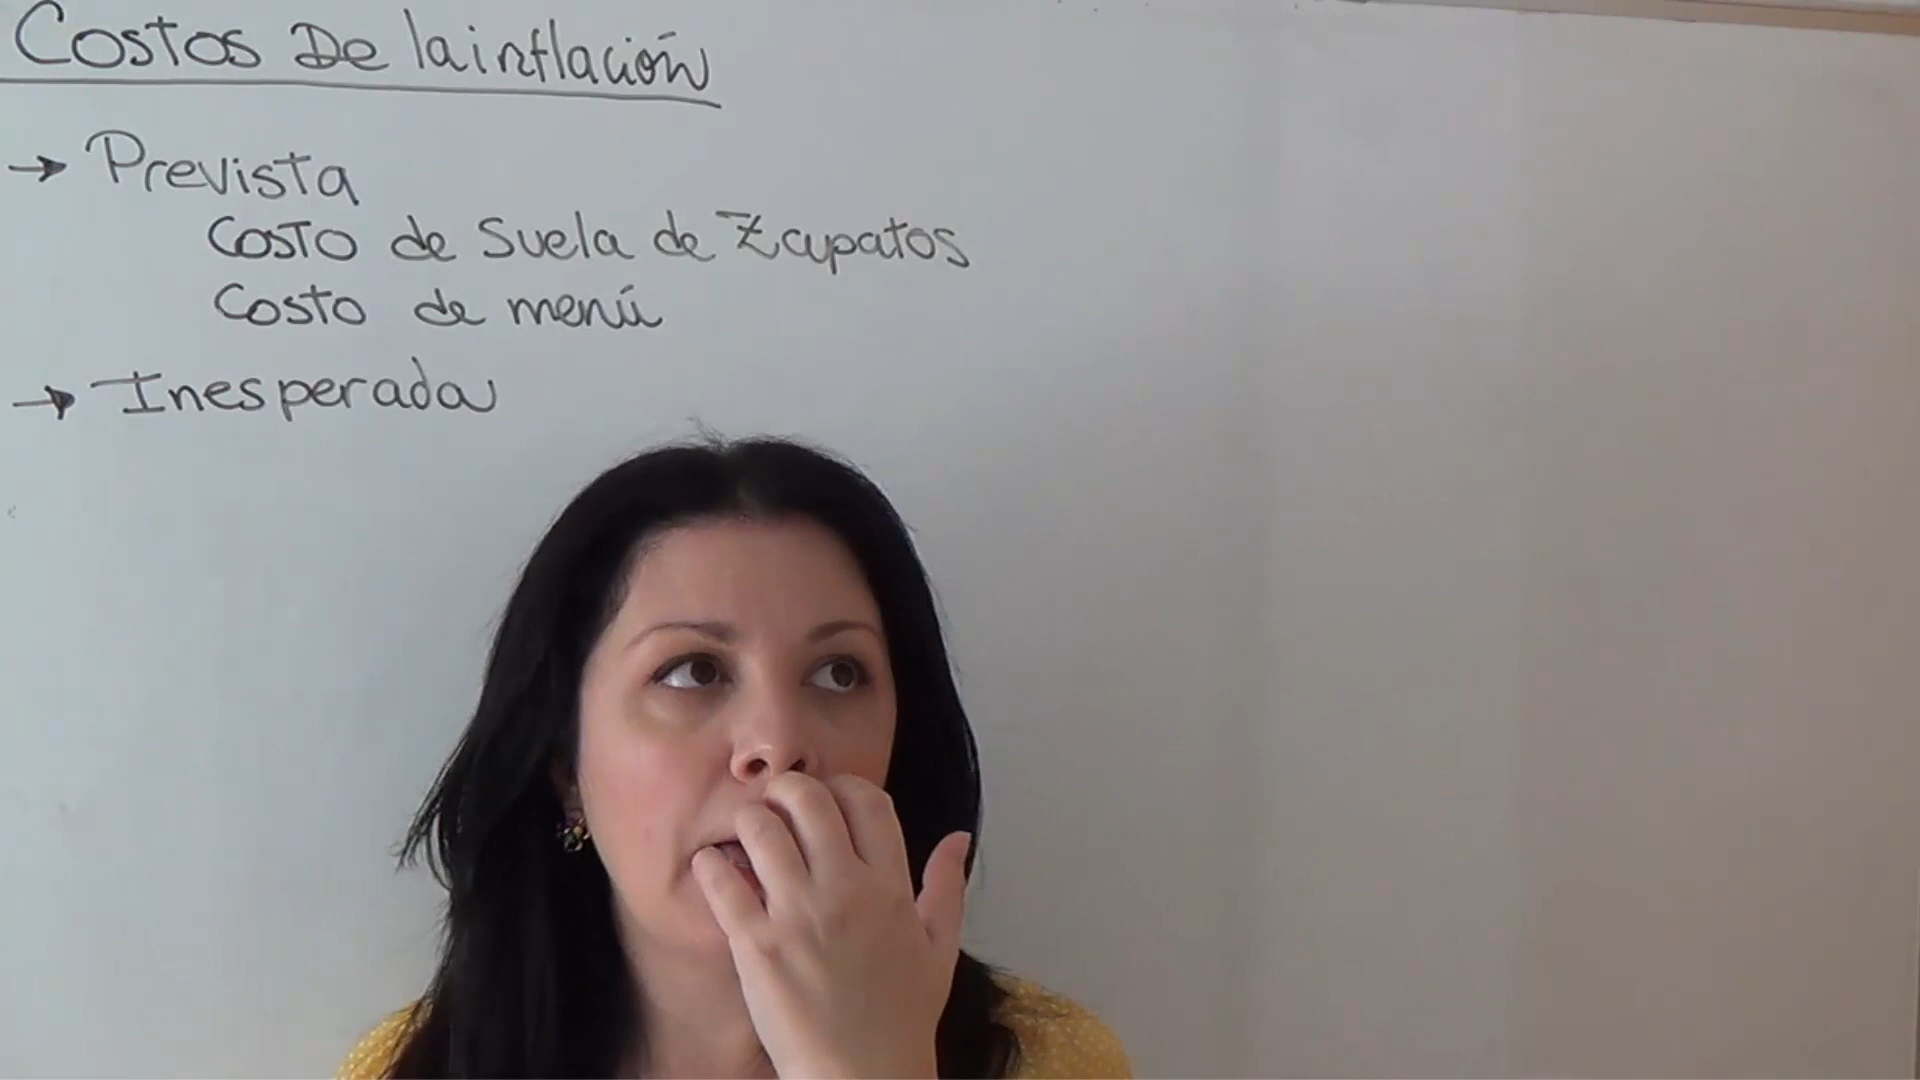 Costos De la inflación
→ Prevista
Costo de Suela de Zapatos
Costo de menú
→ Inesperada